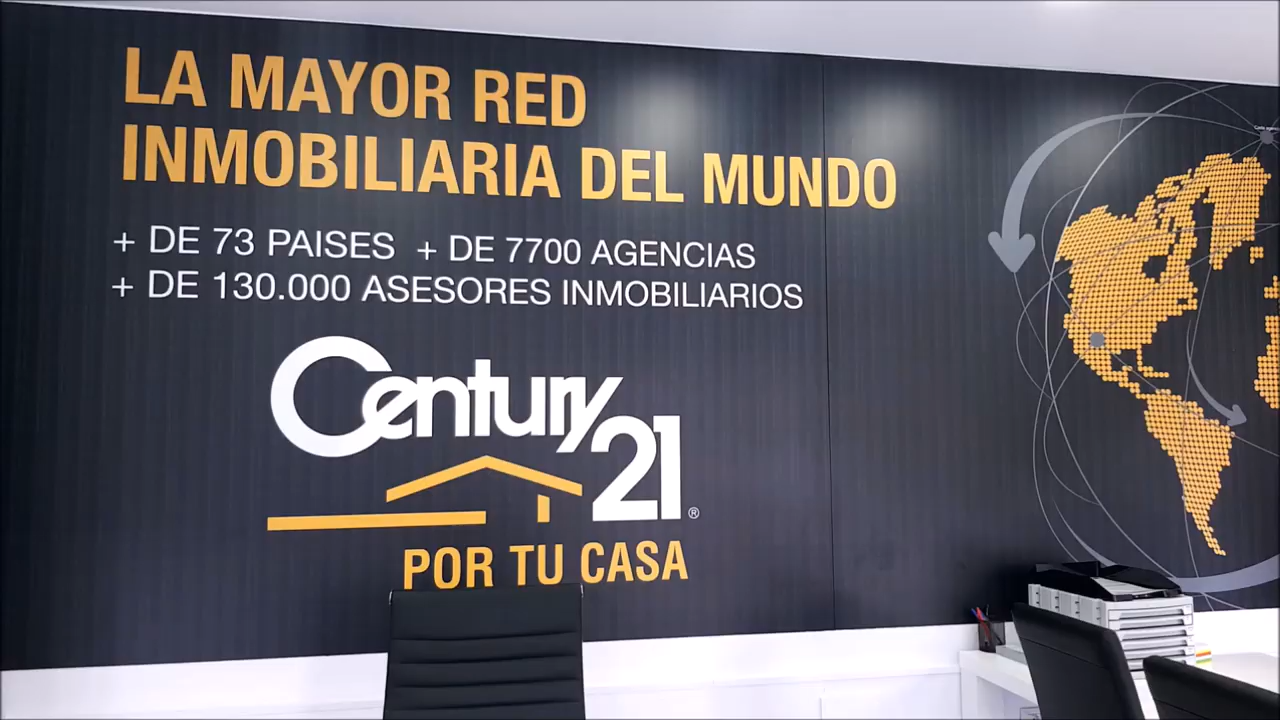 LA MAYOR RED
INMOBILIARIA DEL MUNDO
+ DE 73 PAISES + DE 7700 AGENCIAS
+ DE 130.000 ASESORES INMOBILIARIOS
Century
21®
POR TU CASA